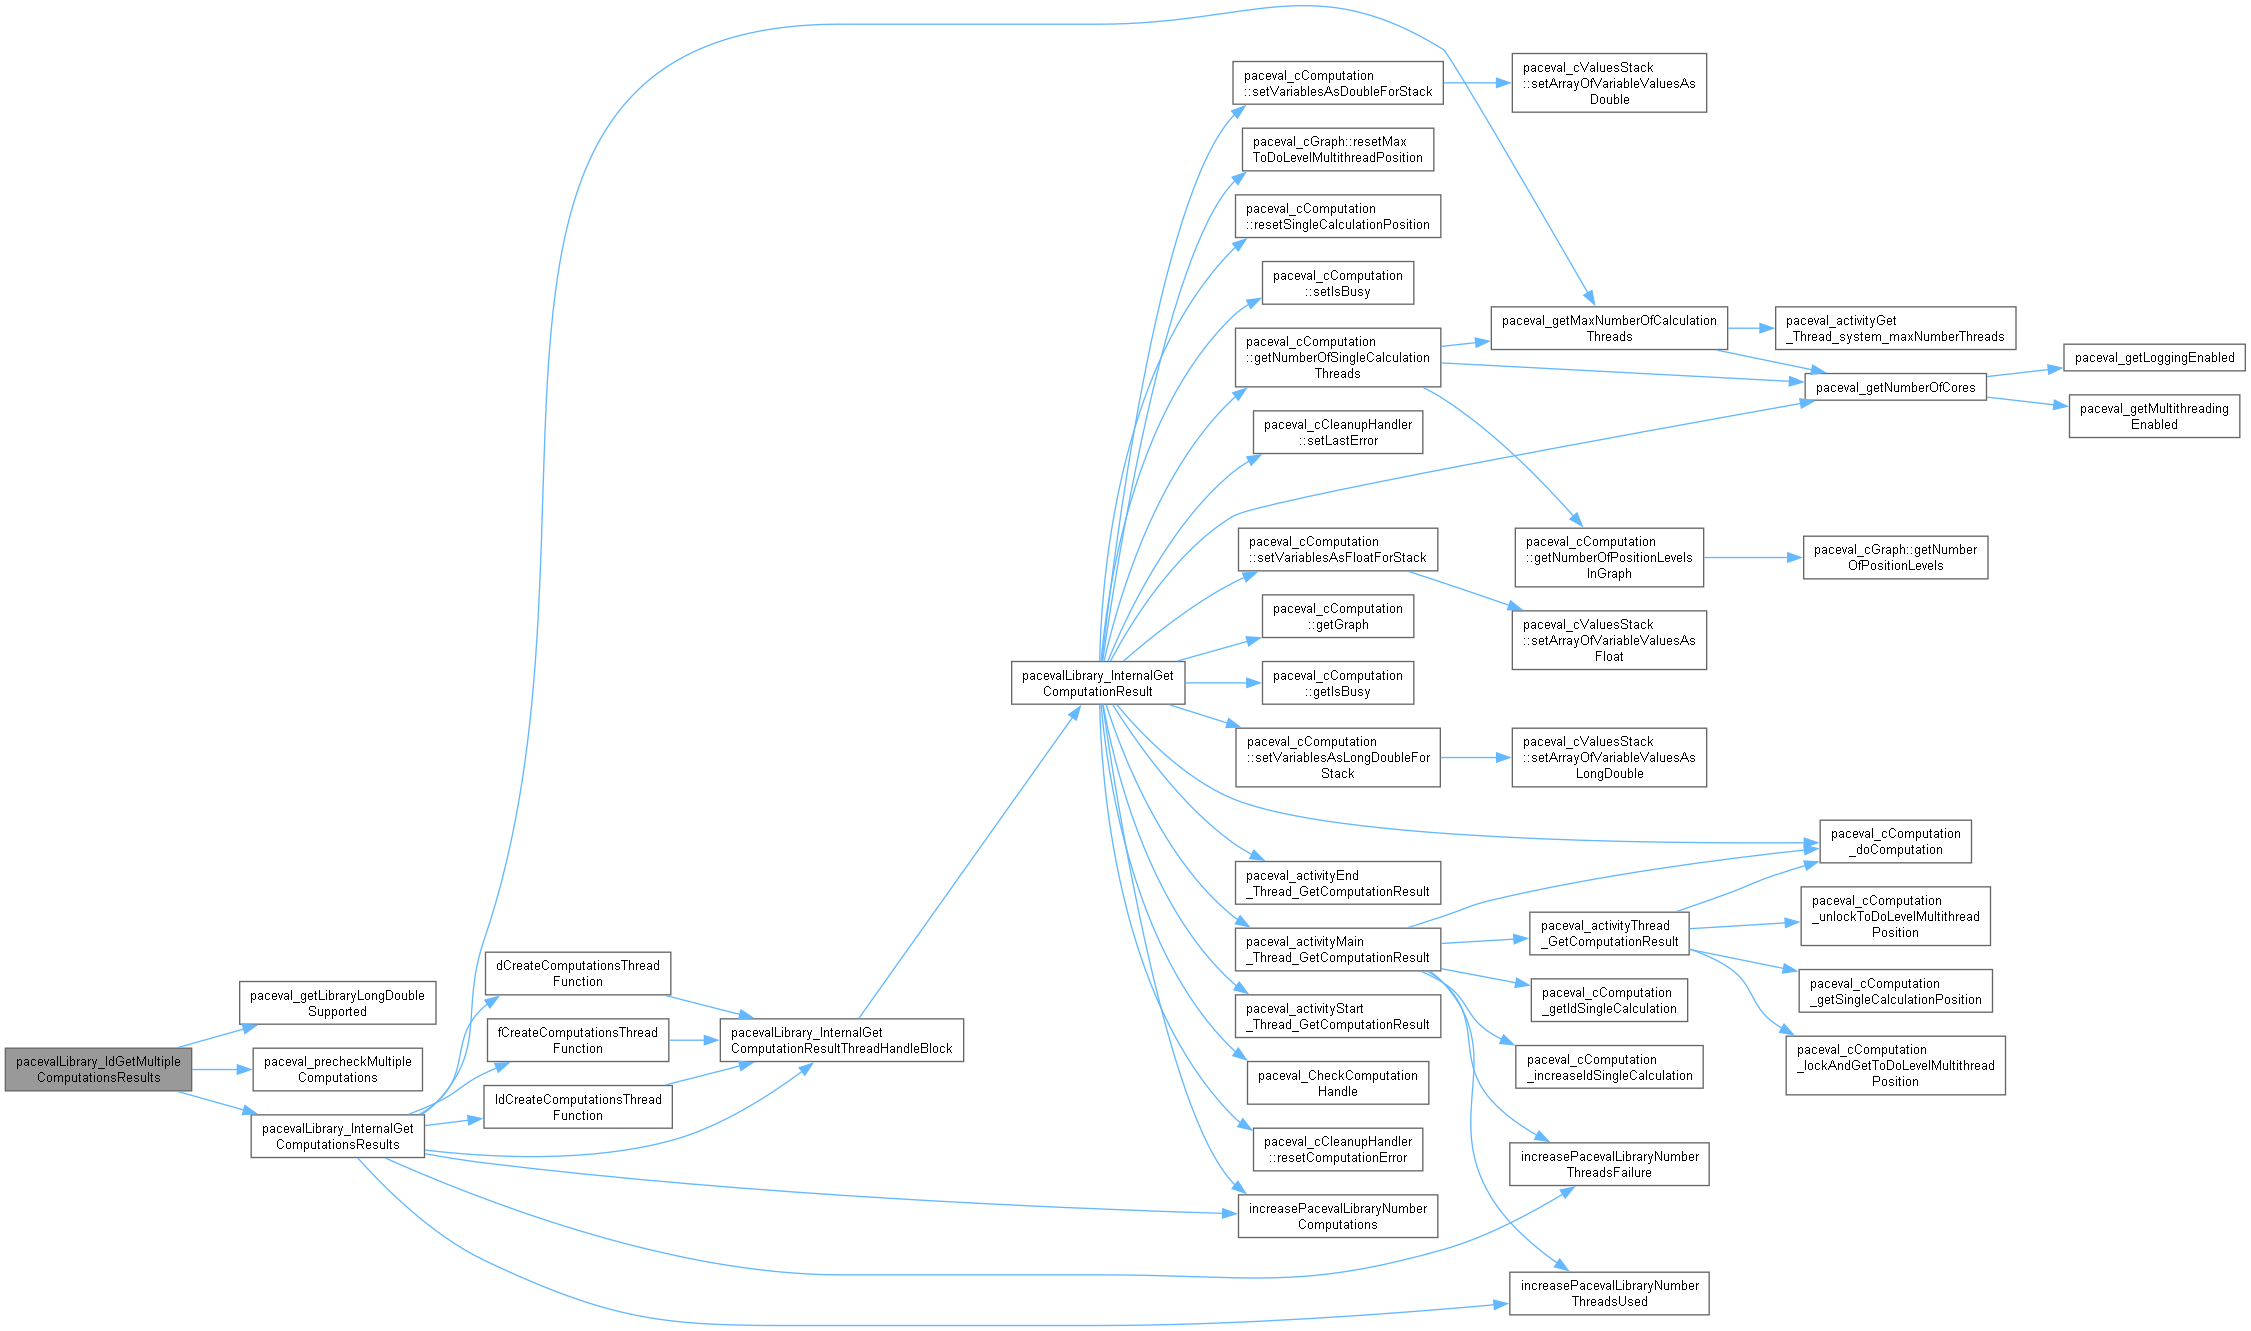 pacevalLibrary_ldGetMultiple
ComputationsResults
paceval_getLibraryLongDouble
Supported
paceval_precheckMultiple
Computations
pacevalLibrary_InternalGet
ComputationsResults
dCreateComputationsThread
Function
fCreateComputationsThread
Function
ldCreateComputationsThread
Function
pacevalLibrary_InternalGet
ComputationResultThreadHandleBlock
pacevalLibrary_InternalGet
ComputationResult
paceval_cComputation
::setVariablesAsDoubleForStack
paceval_cGraph::resetMax
ToDoLevelMultithreadPosition
paceval_cComputation
::resetSingleCalculationPosition
paceval_cComputation
::setIsBusy
paceval_cComputation
::getNumberOfSingleCalculation
Threads
paceval_cCleanupHandler
::setLastError
paceval_cComputation
::setVariablesAsFloatForStack
paceval_cComputation
::getGraph
paceval_cComputation
::getIsBusy
paceval_cComputation
::setVariablesAsLongDoubleFor
Stack
paceval_activityEnd
_Thread_GetComputationResult
paceval_activityMain
_Thread_GetComputationResult
paceval_activityStart
_Thread_GetComputationResult
paceval_CheckComputation
Handle
paceval_cCleanupHandler
::resetComputationError
increasePacevalLibraryNumber
Computations
paceval_cValuesStack
::setArrayOfVariableValuesAs
Double
paceval_getMaxNumberOfCalculation
Threads
paceval_cComputation
::getNumberOfPositionLevels
InGraph
paceval_cValuesStack
::setArrayOfVariableValuesAs
Float
paceval_cValuesStack
::setArrayOfVariableValuesAs
LongDouble
paceval_activityThread
_GetComputationResult
paceval_cComputation
_getIdSingleCalculation
paceval_cComputation
_increaseIdSingleCalculation
increasePacevalLibraryNumber
ThreadsFailure
increasePacevalLibraryNumber
ThreadsUsed
paceval_activityGet
_Thread_system_maxNumberThreads
paceval_getNumberOfCores
paceval_cGraph::getNumber
OfPositionLevels
paceval_cComputation
_doComputation
paceval_cComputation
_unlockToDoLevelMultithread
Position
paceval_cComputation
_getSingleCalculationPosition
paceval_cComputation
_lockAndGetToDoLevelMultithread
Position
paceval_getLoggingEnabled
paceval_getMultithreading
Enabled